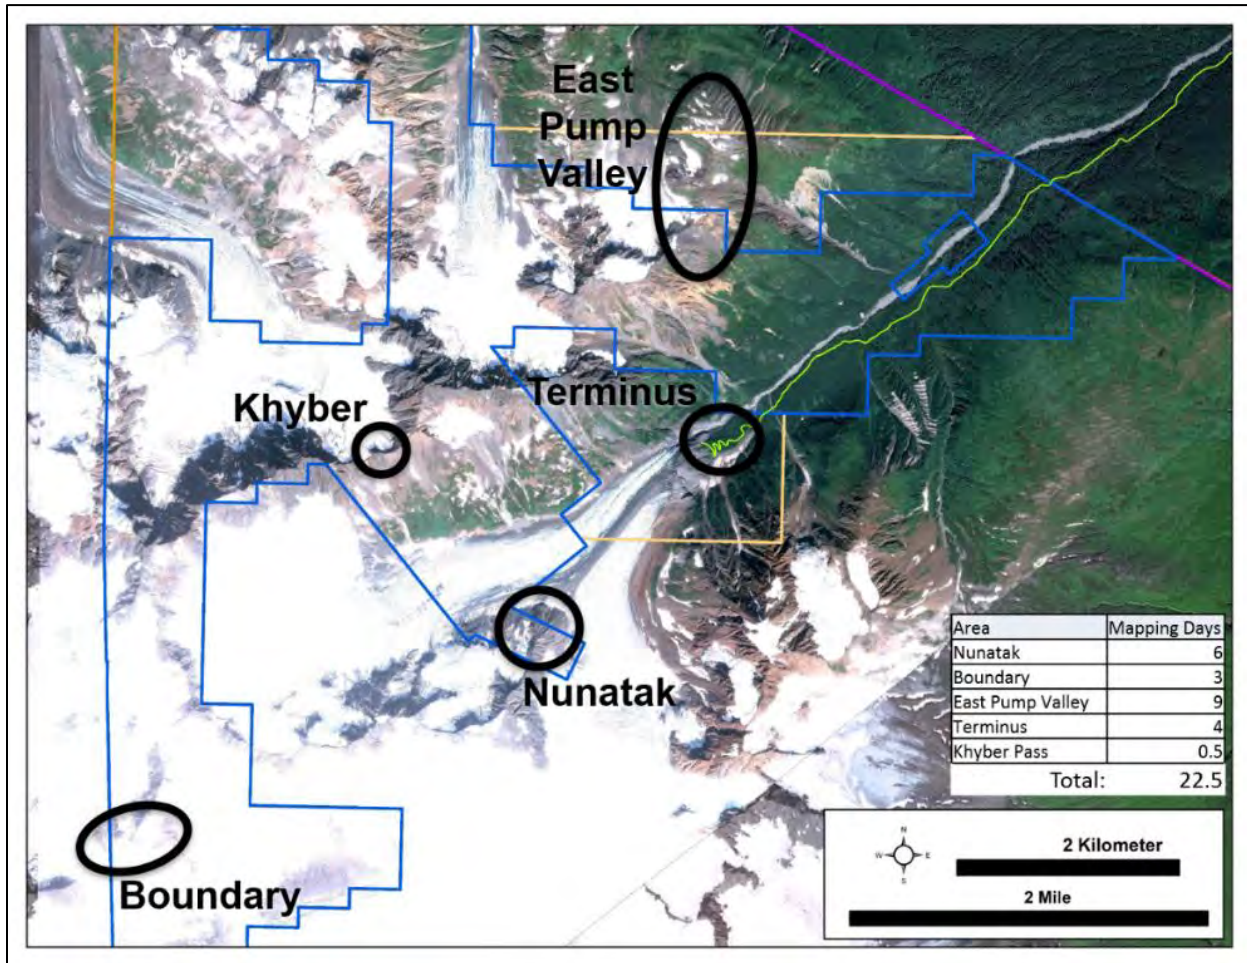 East
Pump
Valley
Terminus
Khyber
Nunatak
Boundary
Area Mapping Days
Nunatak 6
Boundary 3
East Pump Valley 9
Terminus 4
Khyber Pass 0.5
Total: 22.5
N
W E
S
2 Kilometer
2 Mile